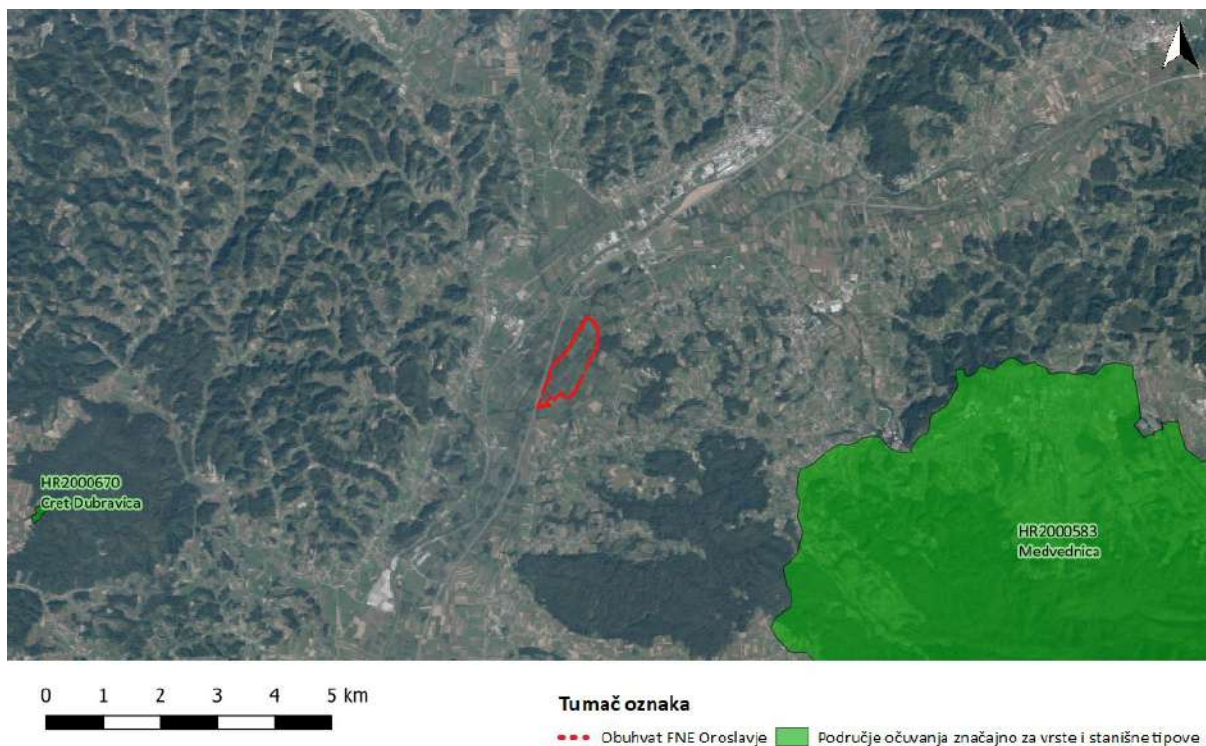 HR2000670
Cret Dubravica
HR2000583
Medvednica
0 1 2 3 4 5 km
Tumač oznaka
Obuhvat FNE Oroslavje
Područje očuvanja značajno za vrste i stanišne tipove